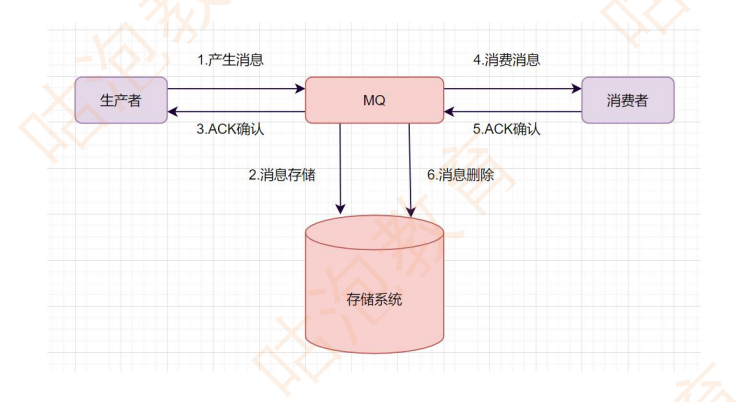 咕泡教育
1.产生消息
4.消费消息
生产者
MQ
消费者
3.ACK确认
5.ACK确认
2.消息存储
6.消息删除
存储系统